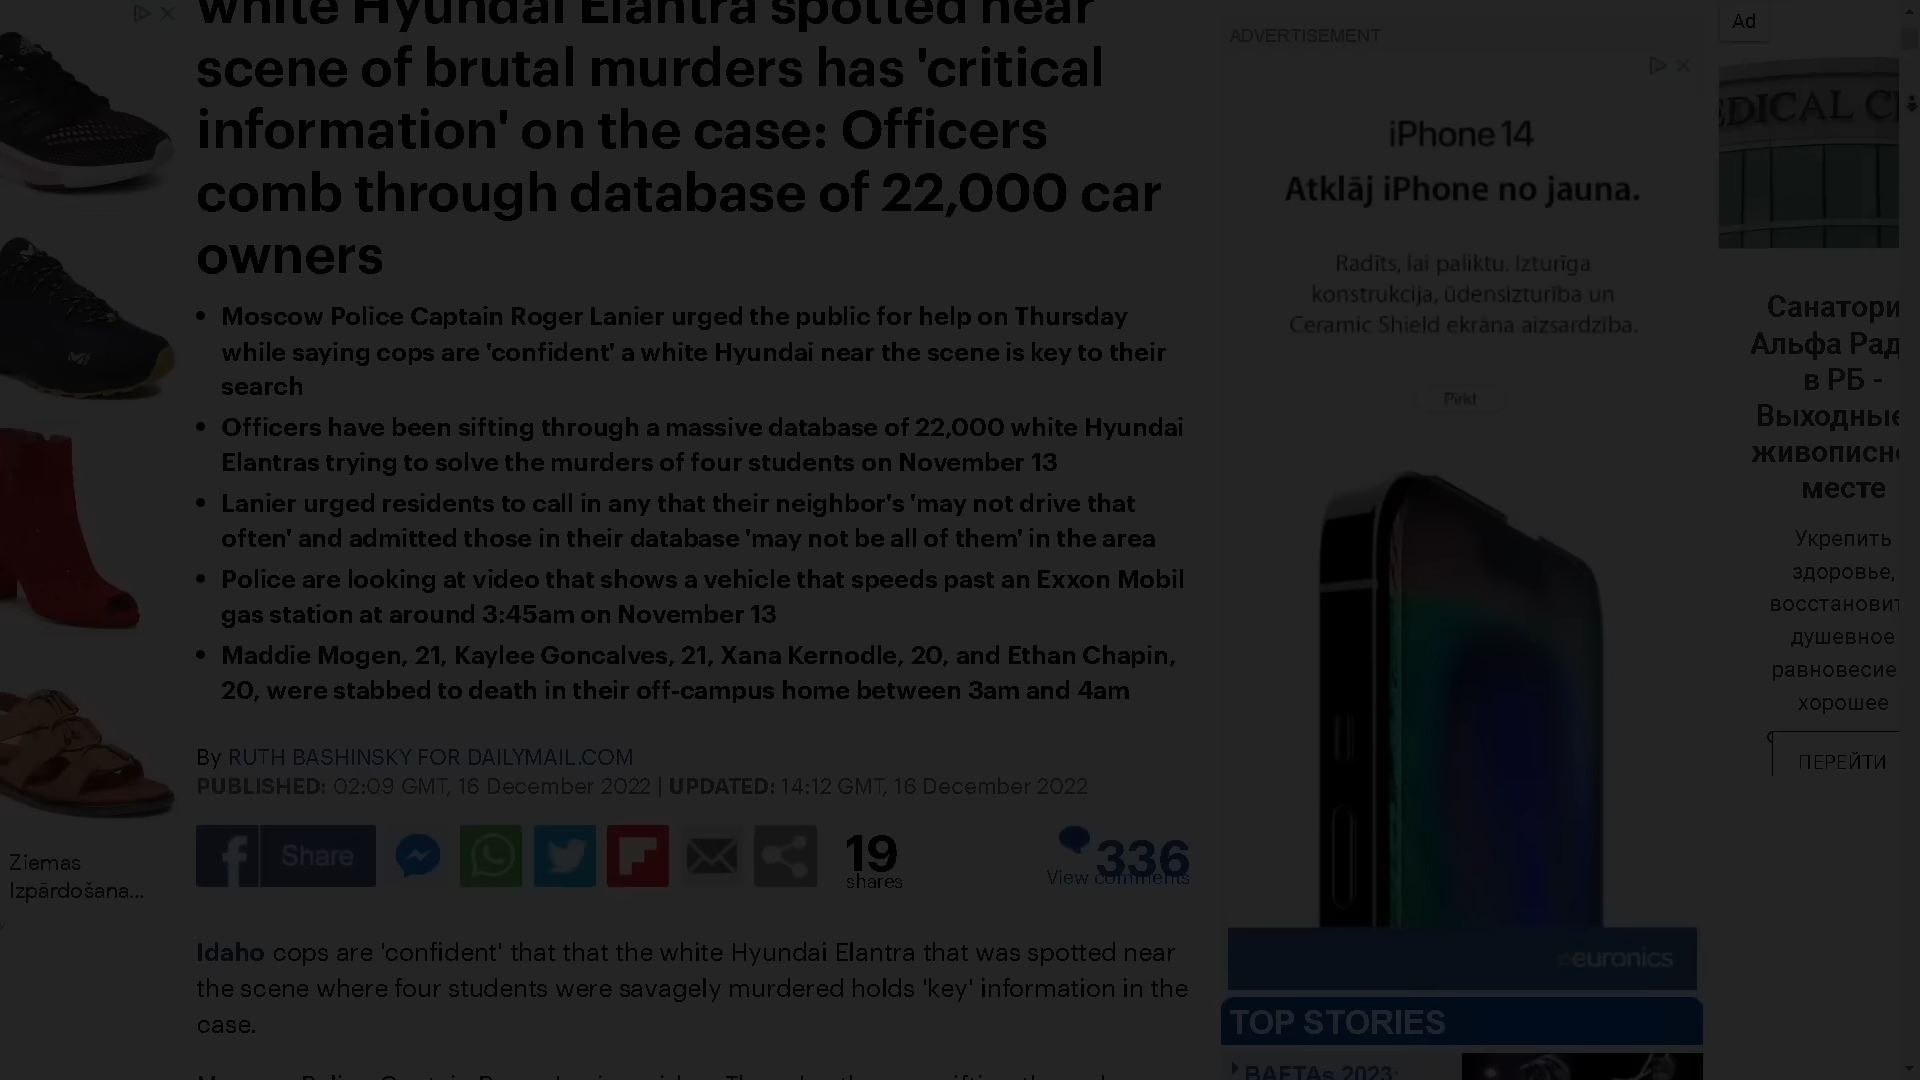 white Hyundai Elantra spotted near
scene of brutal murders has 'critical
information' on the case: Officers
comb through database of 22,000 car
owners
• Moscow Police Captain Roger Lanier urged the public for help on Thursday
while saying cops are 'confident' a white Hyundai near the scene is key to their
search
• Officers have been sifting through a massive database of 22,000 white Hyundai
Elantras trying to solve the murders of four students on November 13
• Lanier urged residents to call in any that their neighbor's 'may not drive that
often' and admitted those in their database 'may not be all of them' in the area
• Police are looking at video that shows a vehicle that speeds past an Exxon Mobil
gas station at around 3:45am on November 13
• Maddie Mogen, 21, Kaylee Goncalves, 21, Xana Kernodle, 20, and Ethan Chapin,
20, were stabbed to death in their off-campus home between 3am and 4am
By RUTH BASHINSKY FOR DAILYMAIL.COM
PUBLISHED: 02:09 GMT, 16 December 2022 | UPDATED: 14:12 GMT, 16 December 2022
Share
19
shares
336
View comments
Idaho cops are 'confident' that that the white Hyundai Elantra that was spotted near
the scene where four students were savagely murdered holds 'key' information in the
case.
Ziemas
Izpārdošana...
ADVERTISEMENT
iPhone 14
Atklāj iPhone no jauna.
Radīts, lai paliktu. Izturīga
konstrukcija, ūdensizturība un
Ceramic Shield ekrāna aizsardzība.
Pirkt
euronics
TOP STORIES
BAFTAs 2023:
Ad
DICAL C
Санатори
Альфа Рад
в РБ -
Выходные
живописно
месте
Укрепить
здоровье,
восстановит
душевное
равновесие
хорошее
ПЕРЕЙТИ